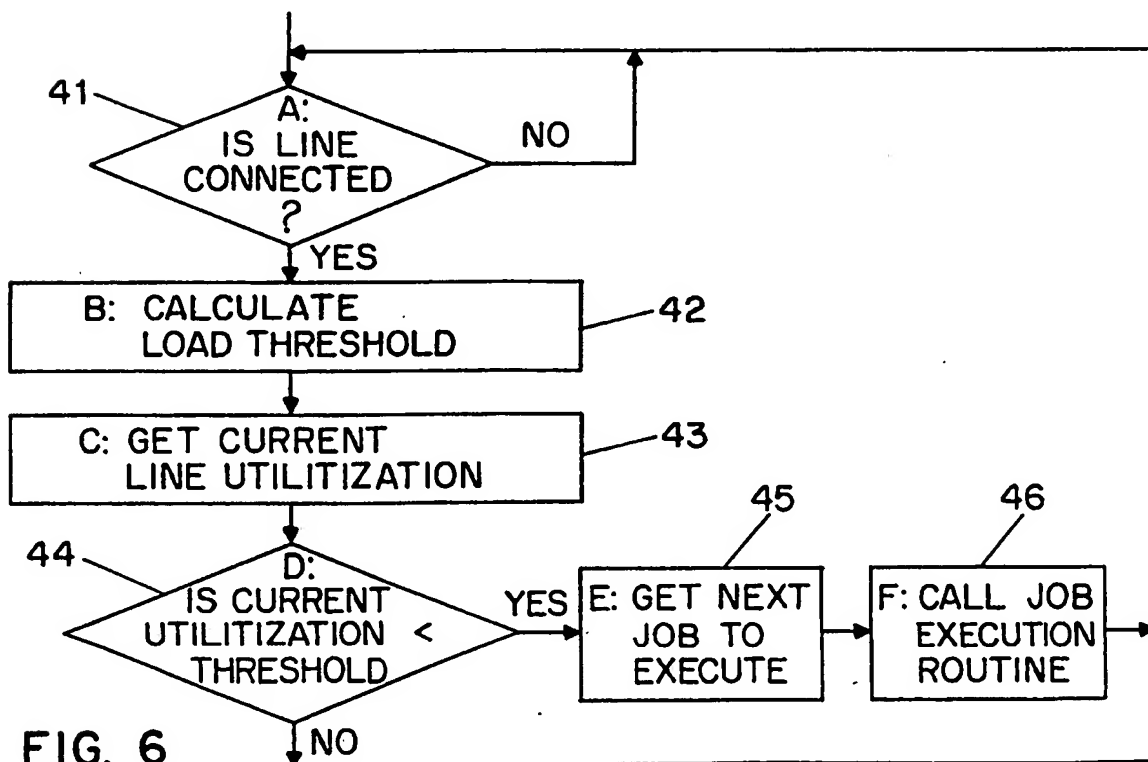 41
A:
IS LINE
CONNECTED
?
NO
YES
B: CALCULATE
LOAD THRESHOLD
42
C: GET CURRENT
LINE UTILITIZATION
43
44
D:
IS CURRENT
UTILITIZATION <
THRESHOLD
YES
45
E: GET NEXT
JOB TO
EXECUTE
46
F: CALL JOB
EXECUTION
ROUTINE
NO
FIG. 6